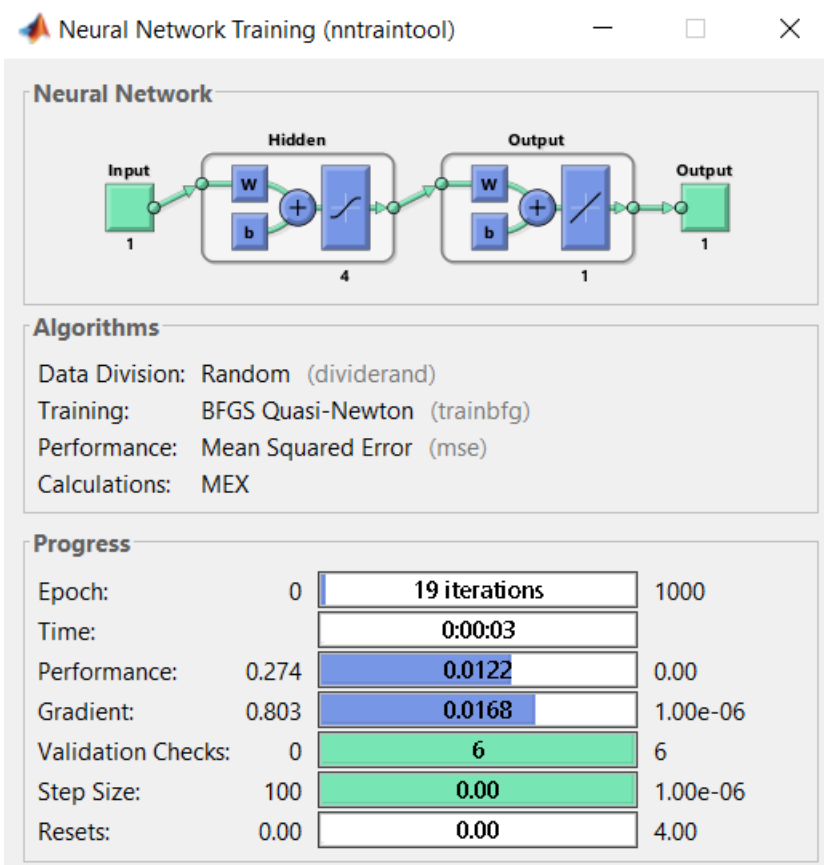 Neural Network Training (nntraintool)
Neural Network
Hidden Output
Input Output
W W
b b
1 4 1 1
Algorithms
Data Division: Random (dividerand)
Training: BFGS Quasi-Newton (trainbfg)
Performance: Mean Squared Error (mse)
Calculations: MEX
Progress
Epoch: 0 19 iterations 1000
Time: 0:00:03
Performance: 0.274 0.0122 0.00
Gradient: 0.803 0.0168 1.00e-06
Validation Checks: 0 6 6
Step Size: 100 0.00 1.00e-06
Resets: 0.00 0.00 4.00